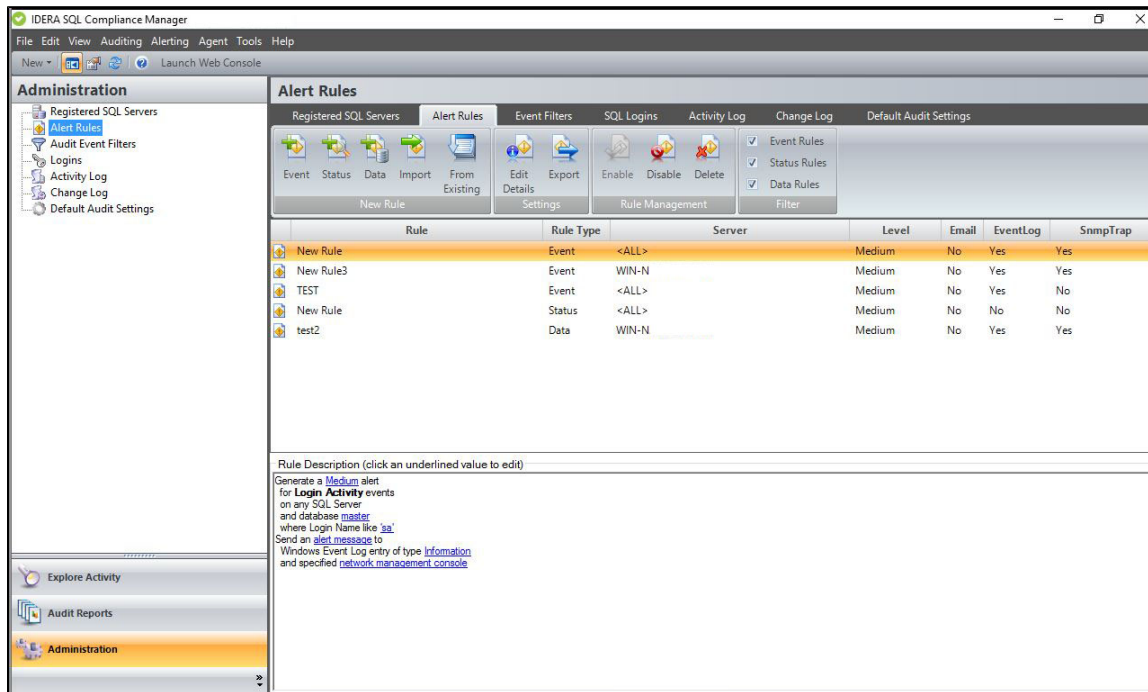 IDERA SQL Compliance Manager
File Edit View Auditing Alerting Agent Tools Help
New Launch Web Console
Administration
Registered SQL Servers
Alert Rules
Audit Event Filters
Logins
Activity Log
Change Log
Default Audit Settings
Explore Activity
Audit Reports
Administration
Alert Rules
Registered SQL Servers Alert Rules Event Filters SQL Logins Activity Log Change Log Default Audit Settings
Event Status Data Import From Existing Edit Details Export Enable Disable Delete
Event Rules
Status Rules
Data Rules
New Rule Settings Rule Management Filter
Rule Rule Type Server Level Email EventLog SnmpTrap
New Rule Event <ALL> Medium No Yes Yes
New Rule3 Event WIN-N Medium No Yes Yes
TEST Event <ALL> Medium No Yes No
New Rule Status <ALL> Medium No No No
test2 Data WIN-N Medium No Yes Yes
Rule Description (click an underlined value to edit)
Generate a Medium alert
for Login Activity events
on any SQL Server
and database master
where Login Name like 'sa'
Send an alert message to
Windows Event Log entry of type Information
and specified network management console